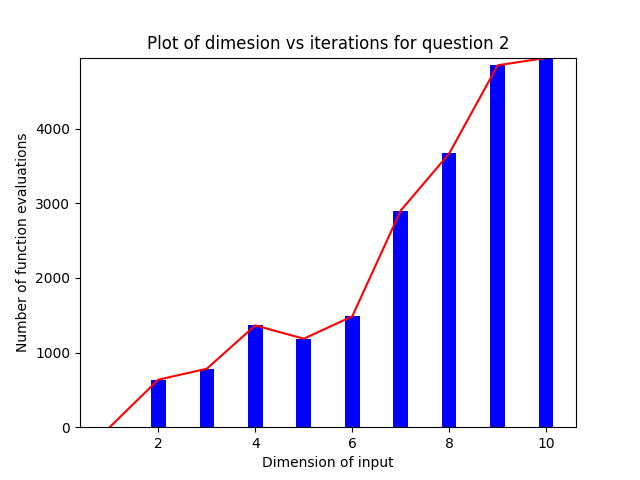 Plot of dimesion vs iterations for question 2
Number of function evaluations
4000
3000
2000
1000
0
2 4 6 8 10
Dimension of input